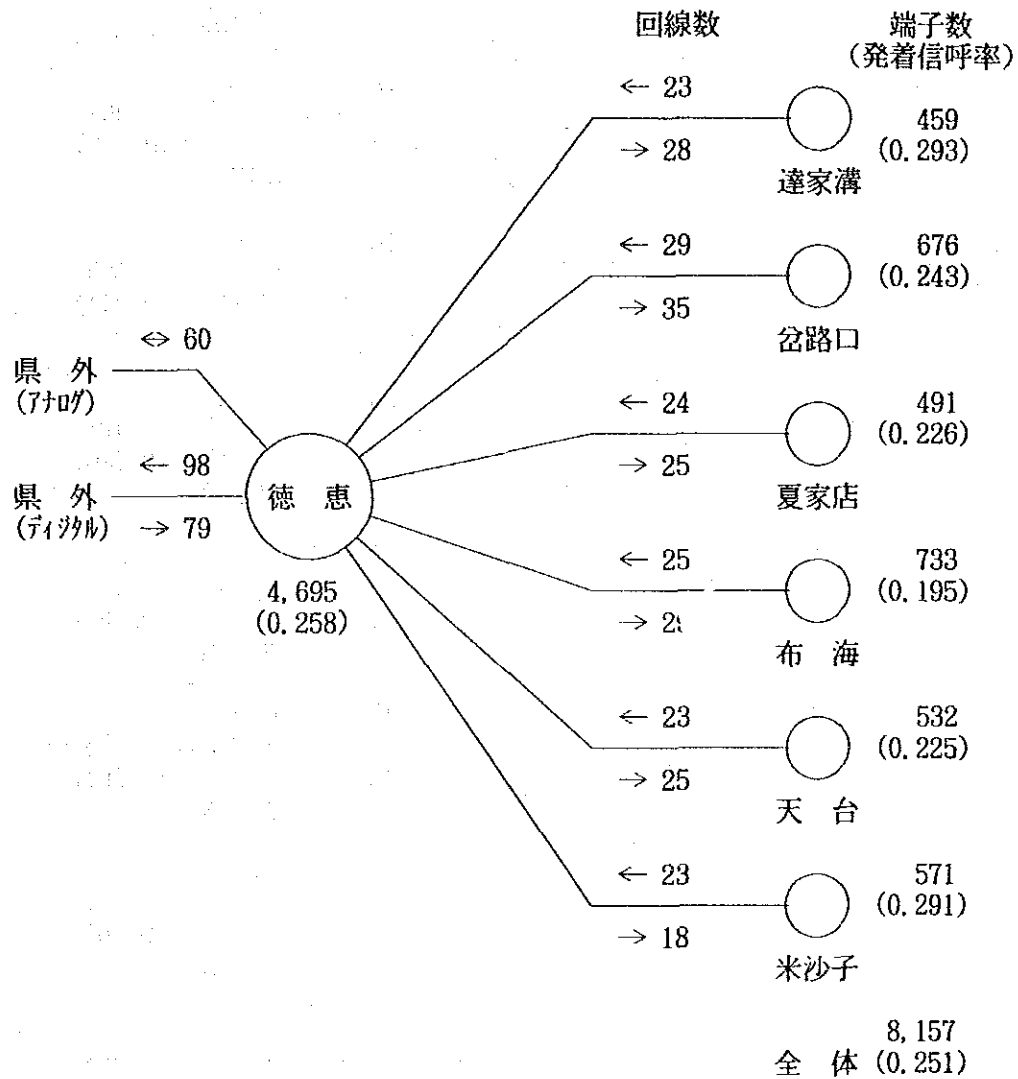 回線数
端子数
(発着信呼率)
← 23
→ 28
459
(0.293)
達家溝
← 29
→ 35
676
(0.243)
岔路口
↔ 60
県 外
(アナログ)
← 24
→ 25
491
(0.226)
夏家店
← 98
県 外
(ディジタル)
→ 79
徳 恵
4,695
(0.258)
← 25
→
733
(0.195)
布 海
← 23
→ 25
532
(0.225)
天 台
← 23
→ 18
571
(0.291)
米沙子
全 体
8,157
(0.251)